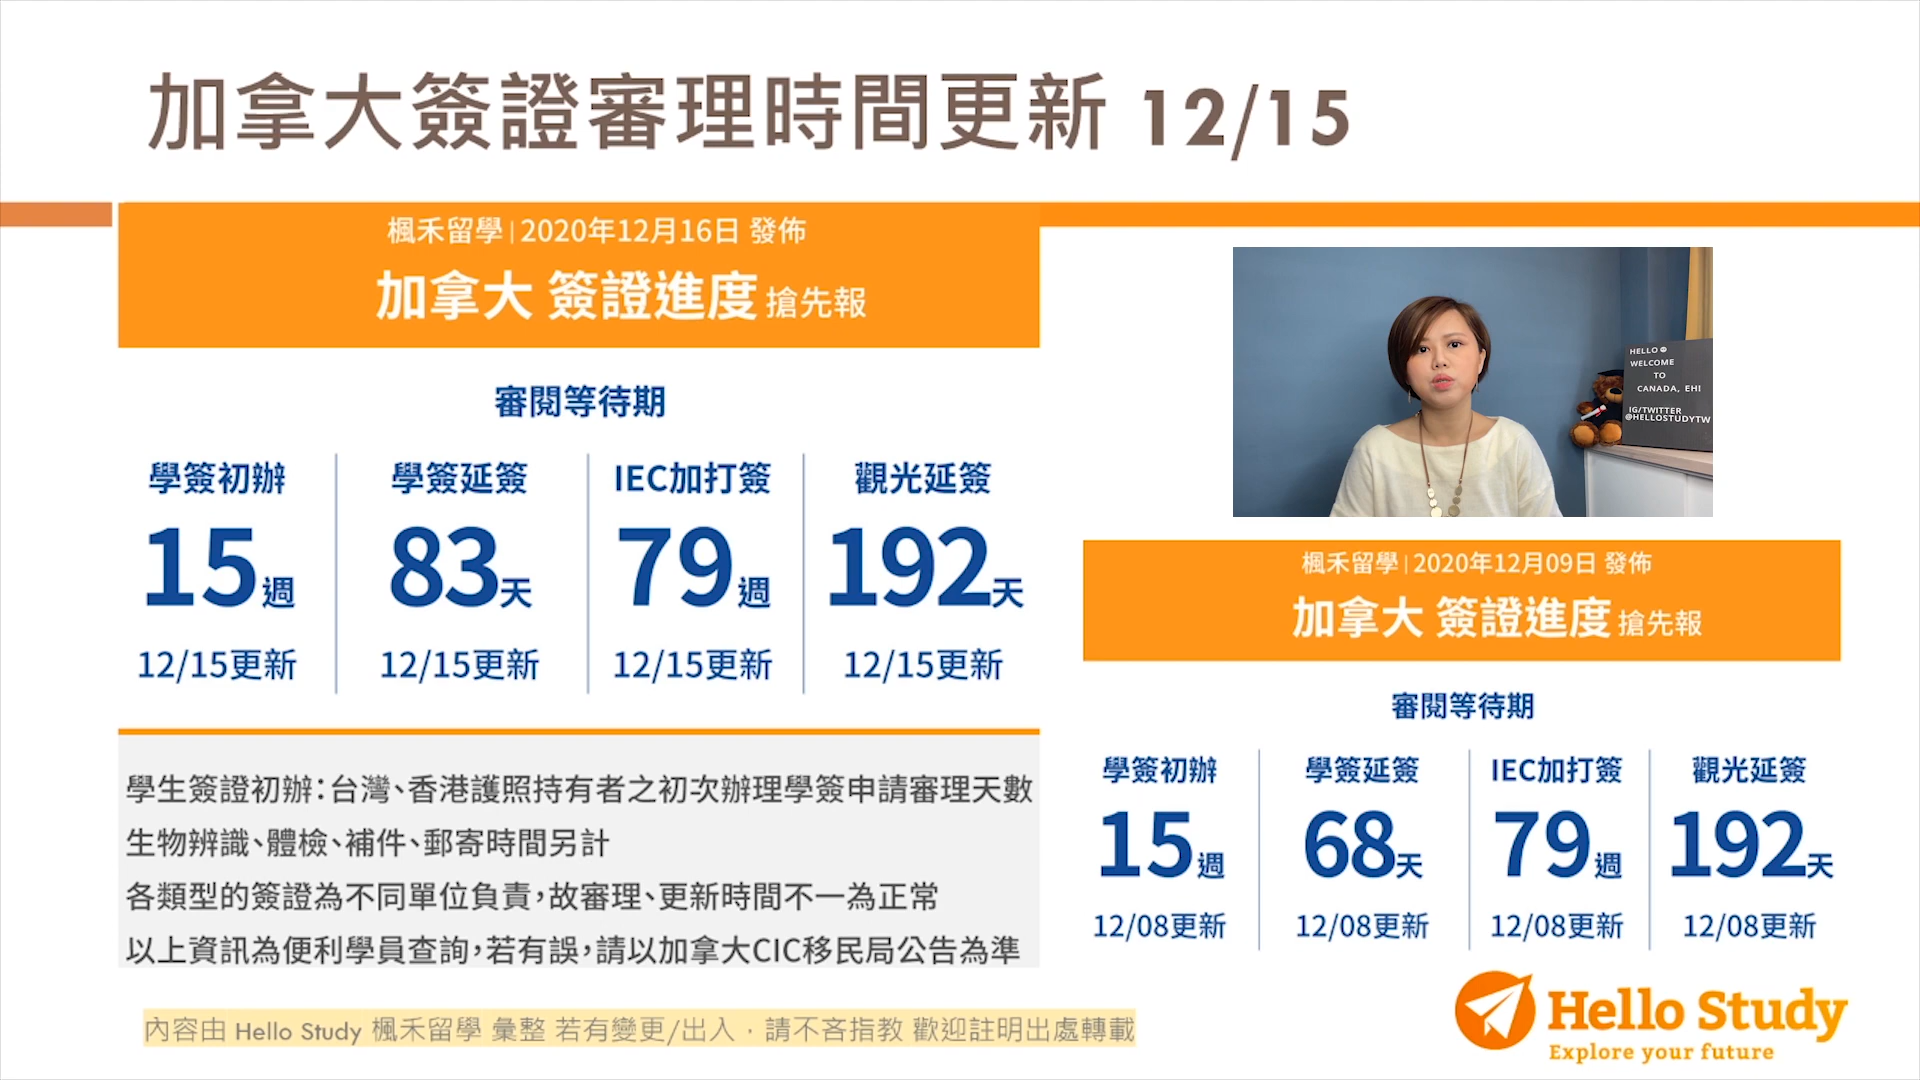 加拿大簽證審理時間更新 12/15
楓禾留學 | 2020年12月16日 發佈
加拿大 簽證進度 搶先報
審閱等待期
學簽初辦 學簽延簽 IEC加打簽 觀光延簽
15週 83天 79週 192天
12/15更新 12/15更新 12/15更新 12/15更新
學生簽證初辦：台灣、香港護照持有者之初次辦理學簽申請審理天數
生物辨識、體檢、補件、郵寄時間另計
各類型的簽證為不同單位負責，故審理、更新時間不一為正常
以上資訊為便利學員查詢，若有誤，請以加拿大CIC移民局公告為準
HELLO
WELCOME
TO
CANADA, EH!
IG/TWITTER
@HELLOSTUDYTW
楓禾留學 | 2020年12月09日 發佈
加拿大 簽證進度 搶先報
審閱等待期
學簽初辦 學簽延簽 IEC加打簽 觀光延簽
15週 68天 79週 192天
12/08更新 12/08更新 12/08更新 12/08更新
內容由 Hello Study 楓禾留學 彙整 若有變更/出入，請不吝指教 歡迎註明出處轉載
Hello Study
Explore your future